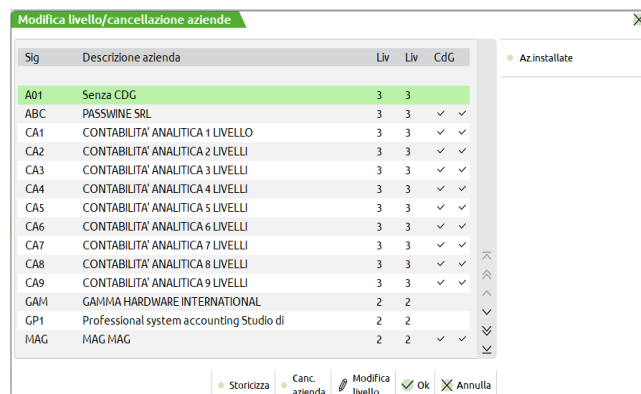 Modifica livello/cancellazione aziende
Sig Descrizione azienda Liv Liv CdG
Az.installate
A01 Senza CDG 3 3
ABC PASSWINE SRL 3 3
CA1 CONTABILITA' ANALITICA 1 LIVELLO 3 3
CA2 CONTABILITA' ANALITICA 2 LIVELLI 3 3
CA3 CONTABILITA' ANALITICA 3 LIVELLI 3 3
CA4 CONTABILITA' ANALITICA 4 LIVELLI 3 3
CA5 CONTABILITA' ANALITICA 5 LIVELLI 3 3
CA6 CONTABILITA' ANALITICA 6 LIVELLI 3 3
CA7 CONTABILITA' ANALITICA 7 LIVELLI 3 3
CA8 CONTABILITA' ANALITICA 8 LIVELLI 3 3
CA9 CONTABILITA' ANALITICA 9 LIVELLI 3 3
GAM GAMMA HARDWARE INTERNATIONAL 2 2
GP1 Professional system accounting Studio di 2 2
MAG MAG MAG 2 2
Storicizza
Canc.
azienda
Modifica
livello
Ok
Annulla